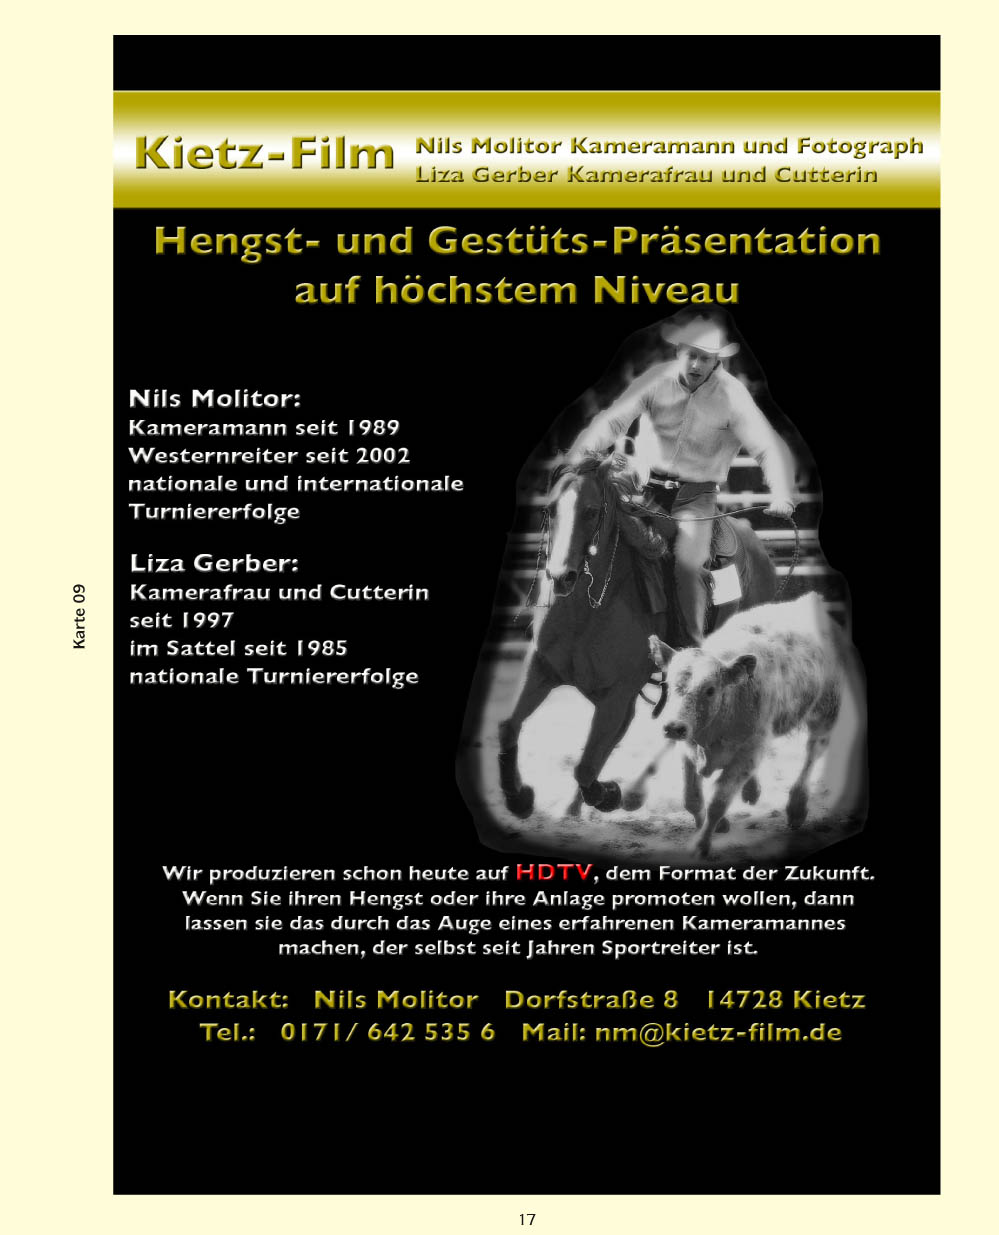 Kietz-Film
Nils Molitor Kameramann und Fotograph
Liza Gerber Kamerafrau und Cutterin
Hengst- und Gestüts-Präsentation
auf höchstem Niveau
Nils Molitor:
Kameramann seit 1989
Westernreiter seit 2002
nationale und internationale
Turniererfolge
Liza Gerber:
Kamerafrau und Cutterin
seit 1997
im Sattel seit 1985
nationale Turniererfolge
Karte 09
Wir produzieren schon heute auf HDTV, dem Format der Zukunft.
Wenn Sie ihren Hengst oder ihre Anlage promoten wollen, dann
lassen sie das durch das Auge eines erfahrenen Kameramannes
machen, der selbst seit Jahren Sportreiter ist.
Kontakt: Nils Molitor Dorfstraße 8 14728 Kietz
Tel.: 0171/ 642 535 6 Mail: nm@kietz-film.de
17